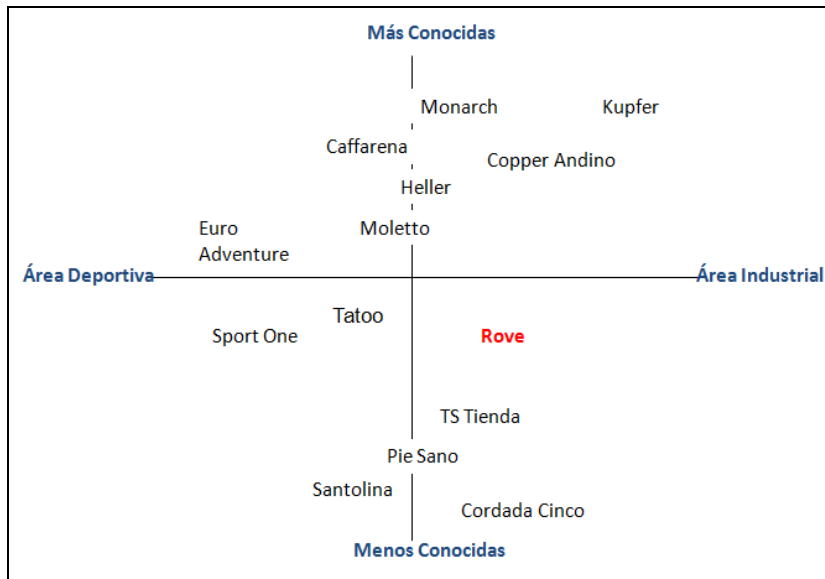 Más Conocidas
Monarch
Kupfer
Caffarena
Copper Andino
Heller
Euro
Adventure
Moletto
Área Deportiva
Área Industrial
Tatoo
Sport One
Rove
TS Tienda
Pie Sano
Santolina
Cordada Cinco
Menos Conocidas